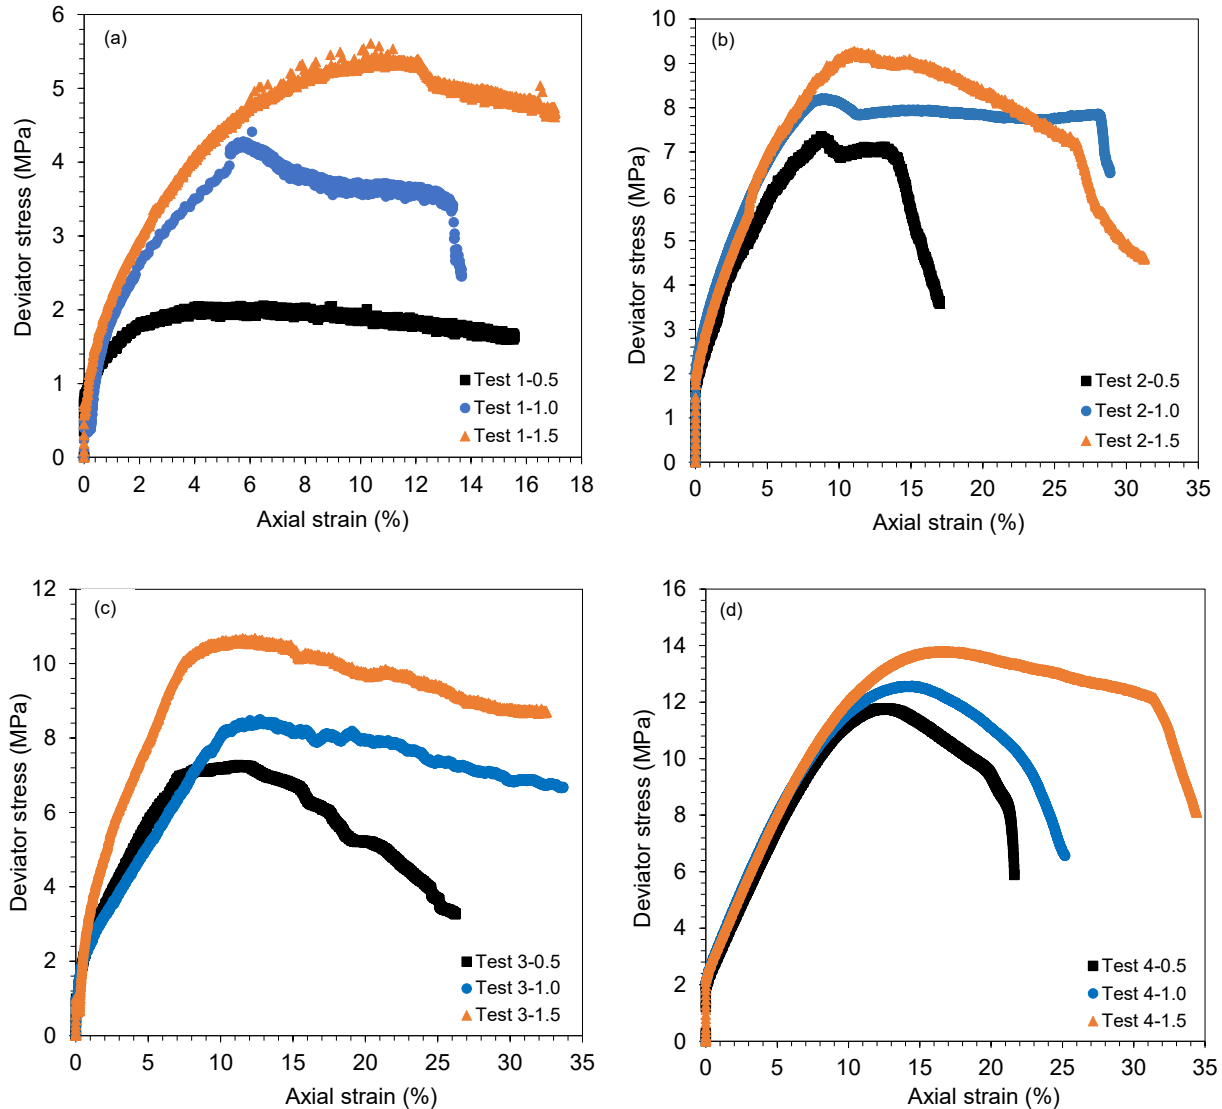 (a)
Deviator stress (MPa)
6
5
4
3
2
1
0
0 2 4 6 8 10 12 14 16 18
Axial strain (%)
Test 1-0.5
Test 1-1.0
Test 1-1.5
(b)
Deviator stress (MPa)
10
9
8
7
6
5
4
3
2
1
0
0 5 10 15 20 25 30 35
Axial strain (%)
Test 2-0.5
Test 2-1.0
Test 2-1.5
(c)
Deviator stress (MPa)
12
10
8
6
4
2
0
0 5 10 15 20 25 30 35
Axial strain (%)
Test 3-0.5
Test 3-1.0
Test 3-1.5
(d)
Deviator stress (MPa)
16
14
12
10
8
6
4
2
0
0 5 10 15 20 25 30 35
Axial strain (%)
Test 4-0.5
Test 4-1.0
Test 4-1.5